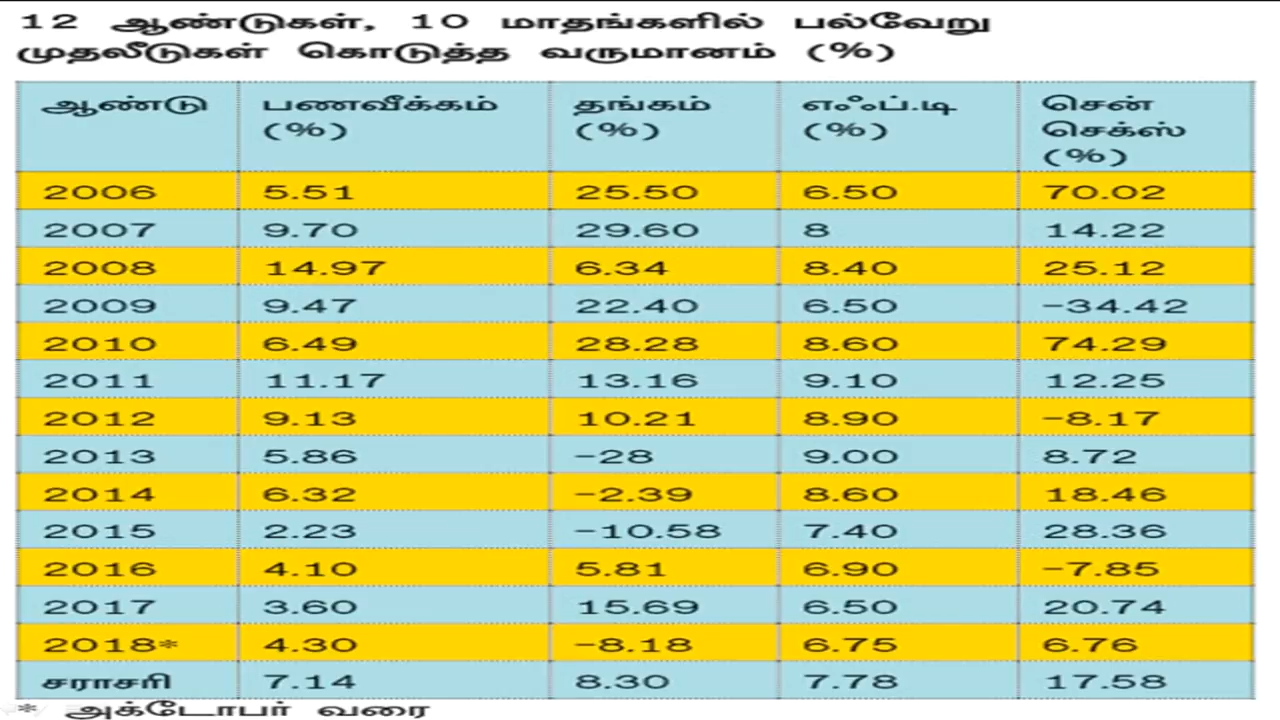 12 ஆண்டுகள், 10 மாதங்களில் பல்வேறு
முதலீடுகள் கொடுத்த வருமானம் (%)
ஆண்டு பணவீக்கம் (%) தங்கம் (%) எஃப்.டி (%) சென் செக்ஸ் (%)
2006 5.51 25.50 6.50 70.02
2007 9.70 29.60 8 14.22
2008 14.97 6.34 8.40 25.12
2009 9.47 22.40 6.50 -34.42
2010 6.49 28.28 8.60 74.29
2011 11.17 13.16 9.10 12.25
2012 9.13 10.21 8.90 -8.17
2013 5.86 -28 9.00 8.72
2014 6.32 -2.39 8.60 18.46
2015 2.23 -10.58 7.40 28.36
2016 4.10 5.81 6.90 -7.85
2017 3.60 15.69 6.50 20.74
2018* 4.30 -8.18 6.75 6.76
சராசரி 7.14 8.30 7.78 17.58
* அக்டோபர் வரை